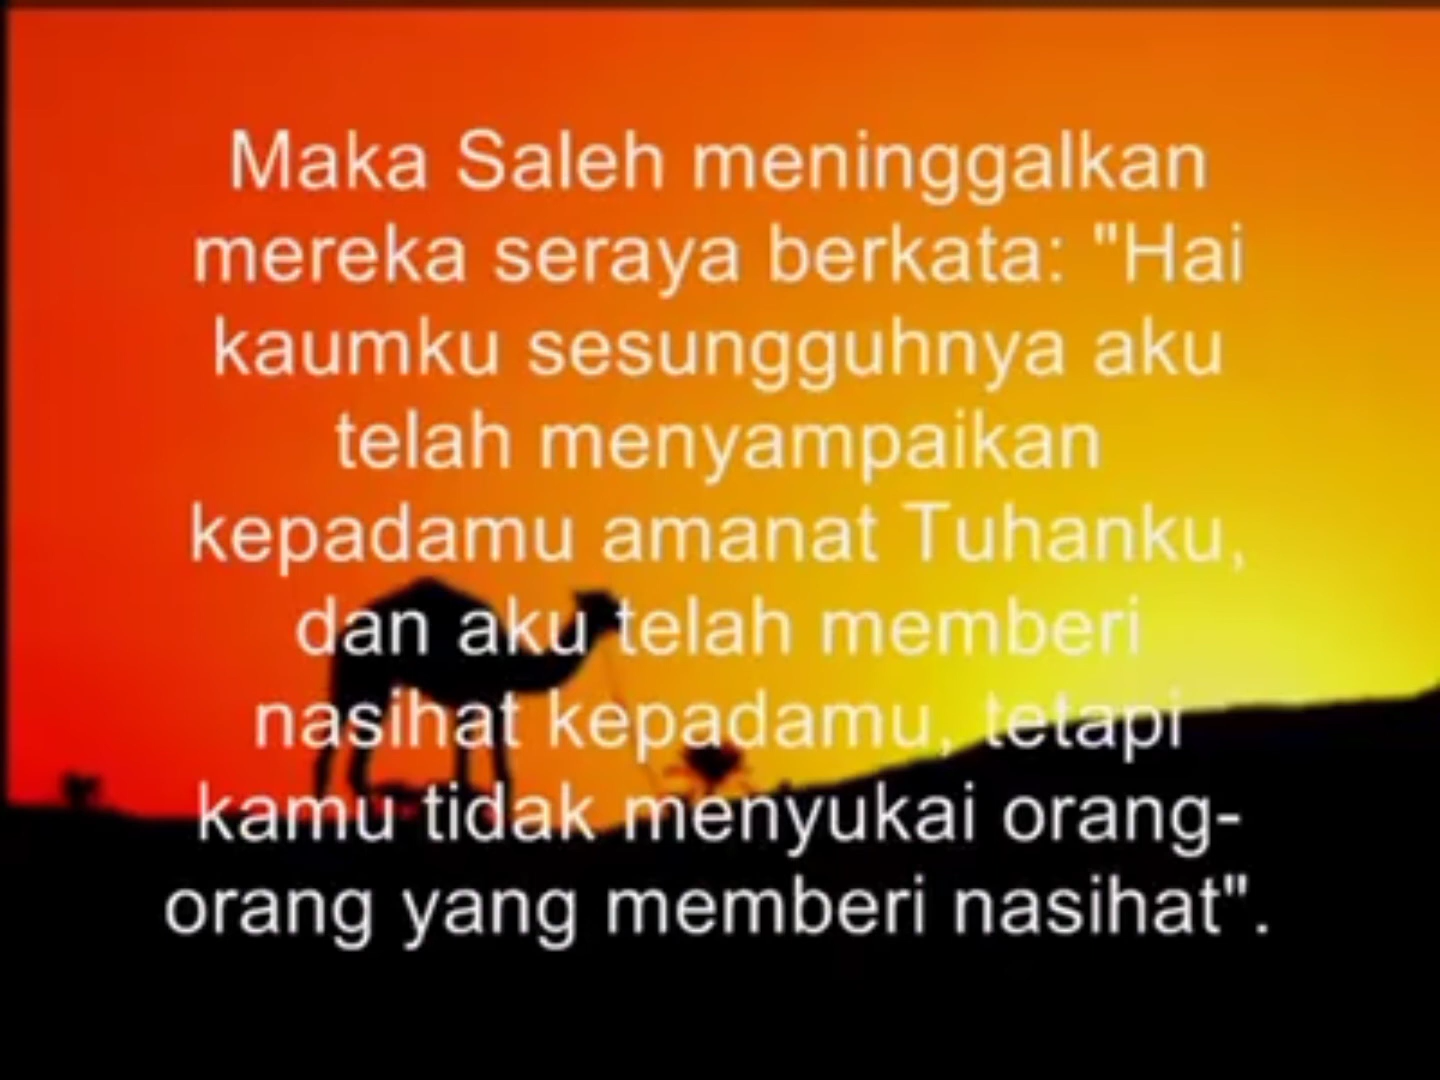 Maka Saleh meninggalkan
mereka seraya berkata: "Hai
kaumku sesungguhnya aku
telah menyampaikan
kepadamu amanat Tuhanku,
dan aku telah memberi
nasihat kepadamu, tetapi
kamu tidak menyukai orang-
orang yang memberi nasihat".